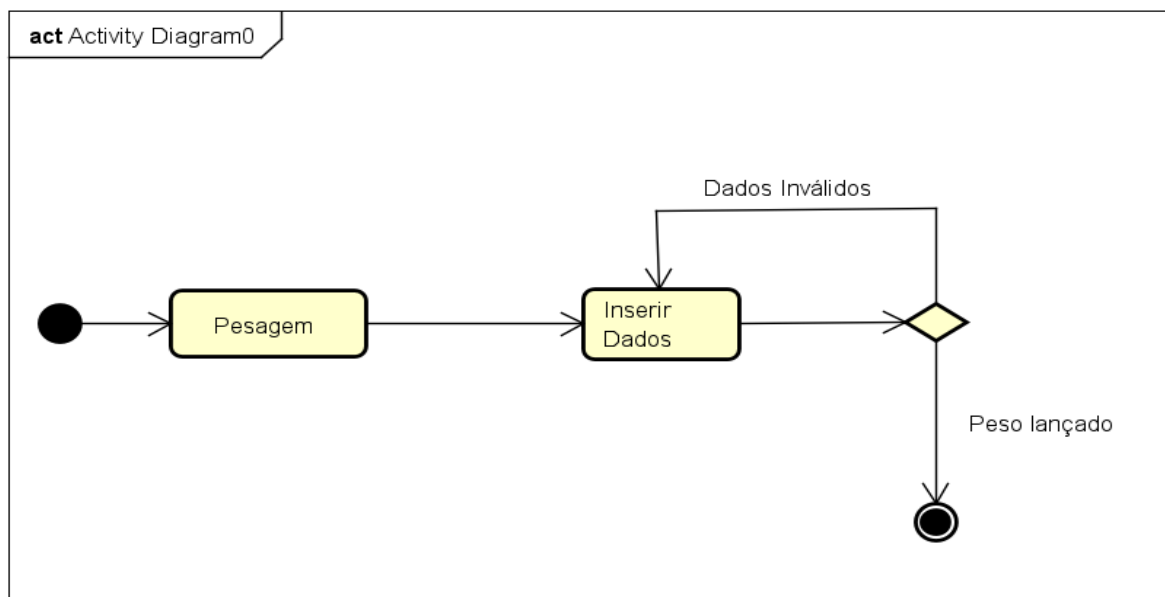 act Activity Diagram0
Dados Inválidos
Pesagem
Inserir
Dados
Peso lançado